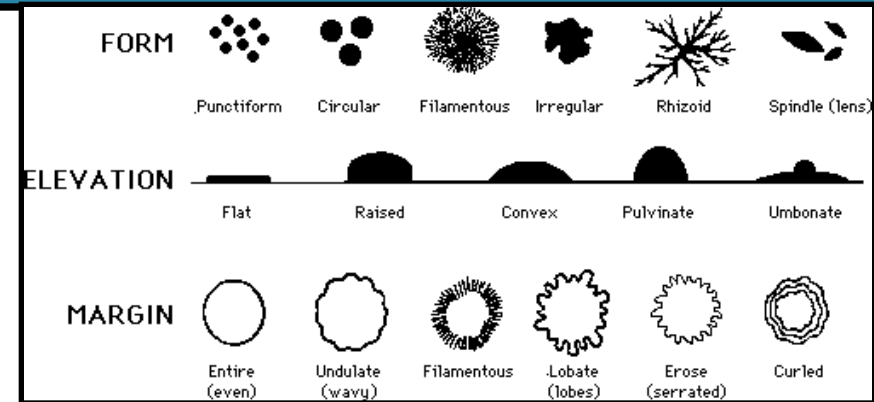 FORM
.Punctiform Circular Filamentous Irregular Rhizoid Spindle (lens)
ELEVATION
Flat Raised Convex Pulvinate Umbonate
MARGIN
Entire Undulate Filamentous .Lobate Erose Curled
(even) (wavy) (lobes) (serrated)